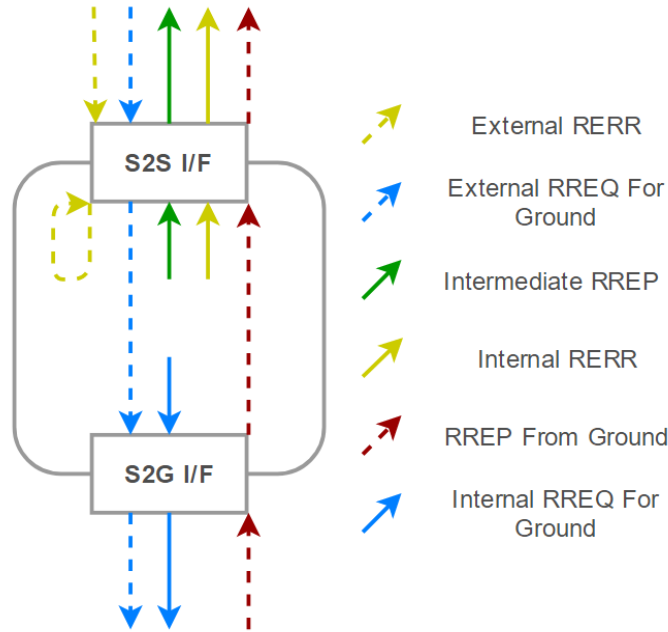 S2S I/F
S2G I/F
External RERR
External RREQ For
Ground
Intermediate RREP
Internal RERR
RREP From Ground
Internal RREQ For
Ground